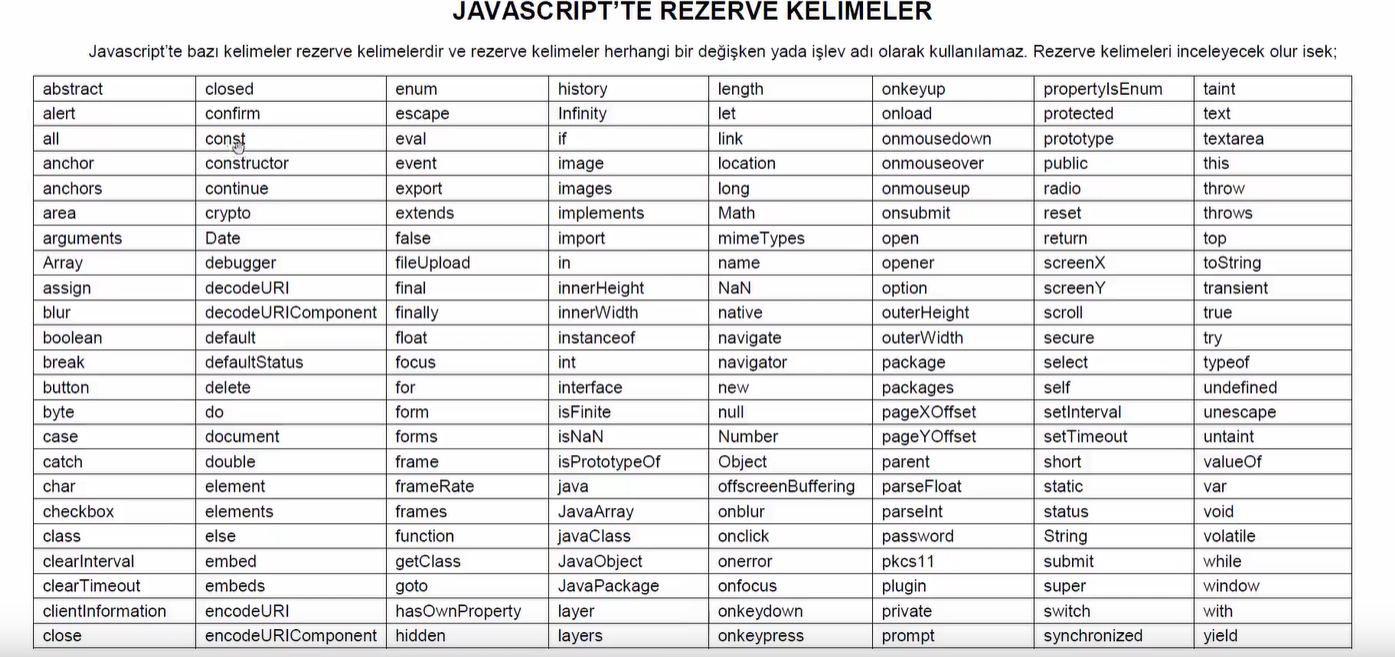 JAVASCRIPT'TE REZERVE KELİMELER
Javascript'te bazı kelimeler rezerve kelimelerdir ve rezerve kelimeler herhangi bir değişken yada işlev adı olarak kullanılamaz. Rezerve kelimeleri inceleyecek olur isek;
abstract closed enum history length onkeyup propertyIsEnum taint
alert confirm escape Infinity let onload protected text
all const eval if link onmousedown prototype textarea
anchor constructor event image location onmouseover public this
anchors continue export images long onmouseup radio throw
area crypto extends implements Math onsubmit reset throws
arguments Date false import mimeTypes open return top
Array debugger fileUpload in name opener screenX toString
assign decodeURI final innerHeight NaN option screenY transient
blur decodeURIComponent finally innerWidth native outerHeight scroll true
boolean default float instanceof navigate outerWidth secure try
break defaultStatus focus int navigator package select typeof
button delete for interface new packages self undefined
byte do form isFinite null pageXOffset setInterval unescape
case document forms isNaN Number pageYOffset setTimeout untaint
catch double frame isPrototypeOf Object parent short valueOf
char element frameRate java offscreenBuffering parseFloat static var
checkbox elements frames JavaArray onblur parseInt status void
class else function javaClass onclick password String volatile
clearInterval embed getClass JavaObject onerror pkcs11 submit while
clearTimeout embeds goto JavaPackage onfocus plugin super window
clientInformation encodeURI hasOwnProperty layer onkeydown private switch with
close encodeURIComponent hidden layers onkeypress prompt synchronized yield